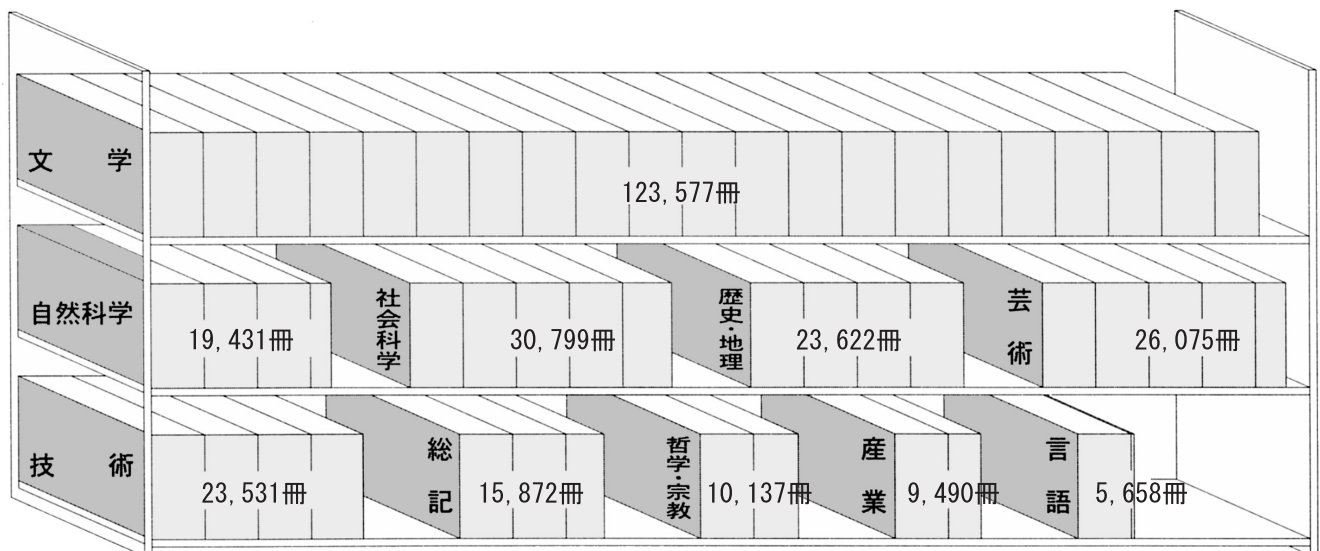 文学
123,577冊
自然科学
19,431冊
社会科学
30,799冊
歴史・地理
23,622冊
芸術
26,075冊
技術
23,531冊
総記
15,872冊
哲学・宗教
10,137冊
産業
9,490冊
言語
5,658冊